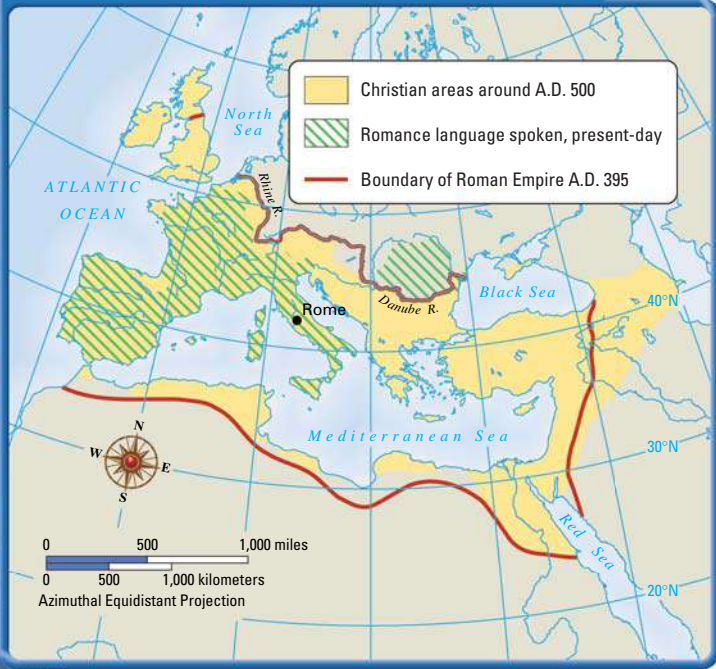 Christian areas around A.D. 500
Romance language spoken, present-day
Boundary of Roman Empire A.D. 395
North
Sea
ATLANTIC
OCEAN
Rhine R.
Rome
Danube R.
Black Sea
40°N
Mediterranean Sea
30°N
Red Sea
20°N
N
W
E
S
0 500 1,000 miles
0 500 1,000 kilometers
Azimuthal Equidistant Projection